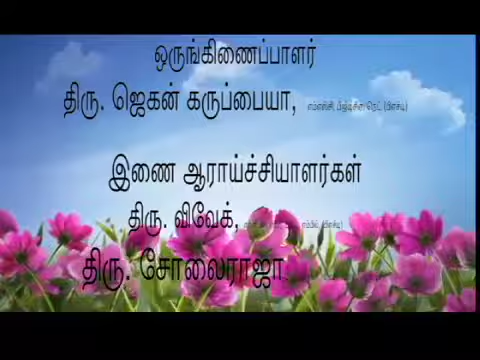 ஒருங்கிணைப்பாளர்
திரு. ஜெகன் கருப்பையா,
இணை ஆராய்ச்சியாளர்கள்
திரு. விவேக்,
திரு. சோலைராஜா